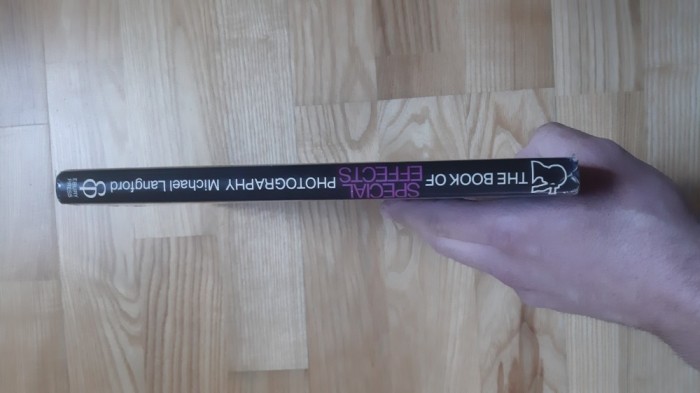 THE BOOK OF
SPECIAL
EFFECTS
PHOTOGRAPHY
Michael Langford